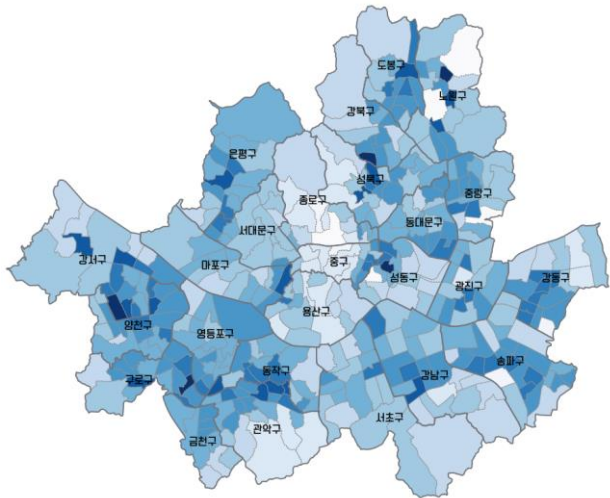 도봉구
노원구
강북구
은평구
성북구
중랑구
종로구
동대문구
서대문구
강서구
마포구
중구
성동구
강동구
광진구
용산구
양천구
영등포구
송파구
동작구
강남구
구로구
서초구
관악구
금천구